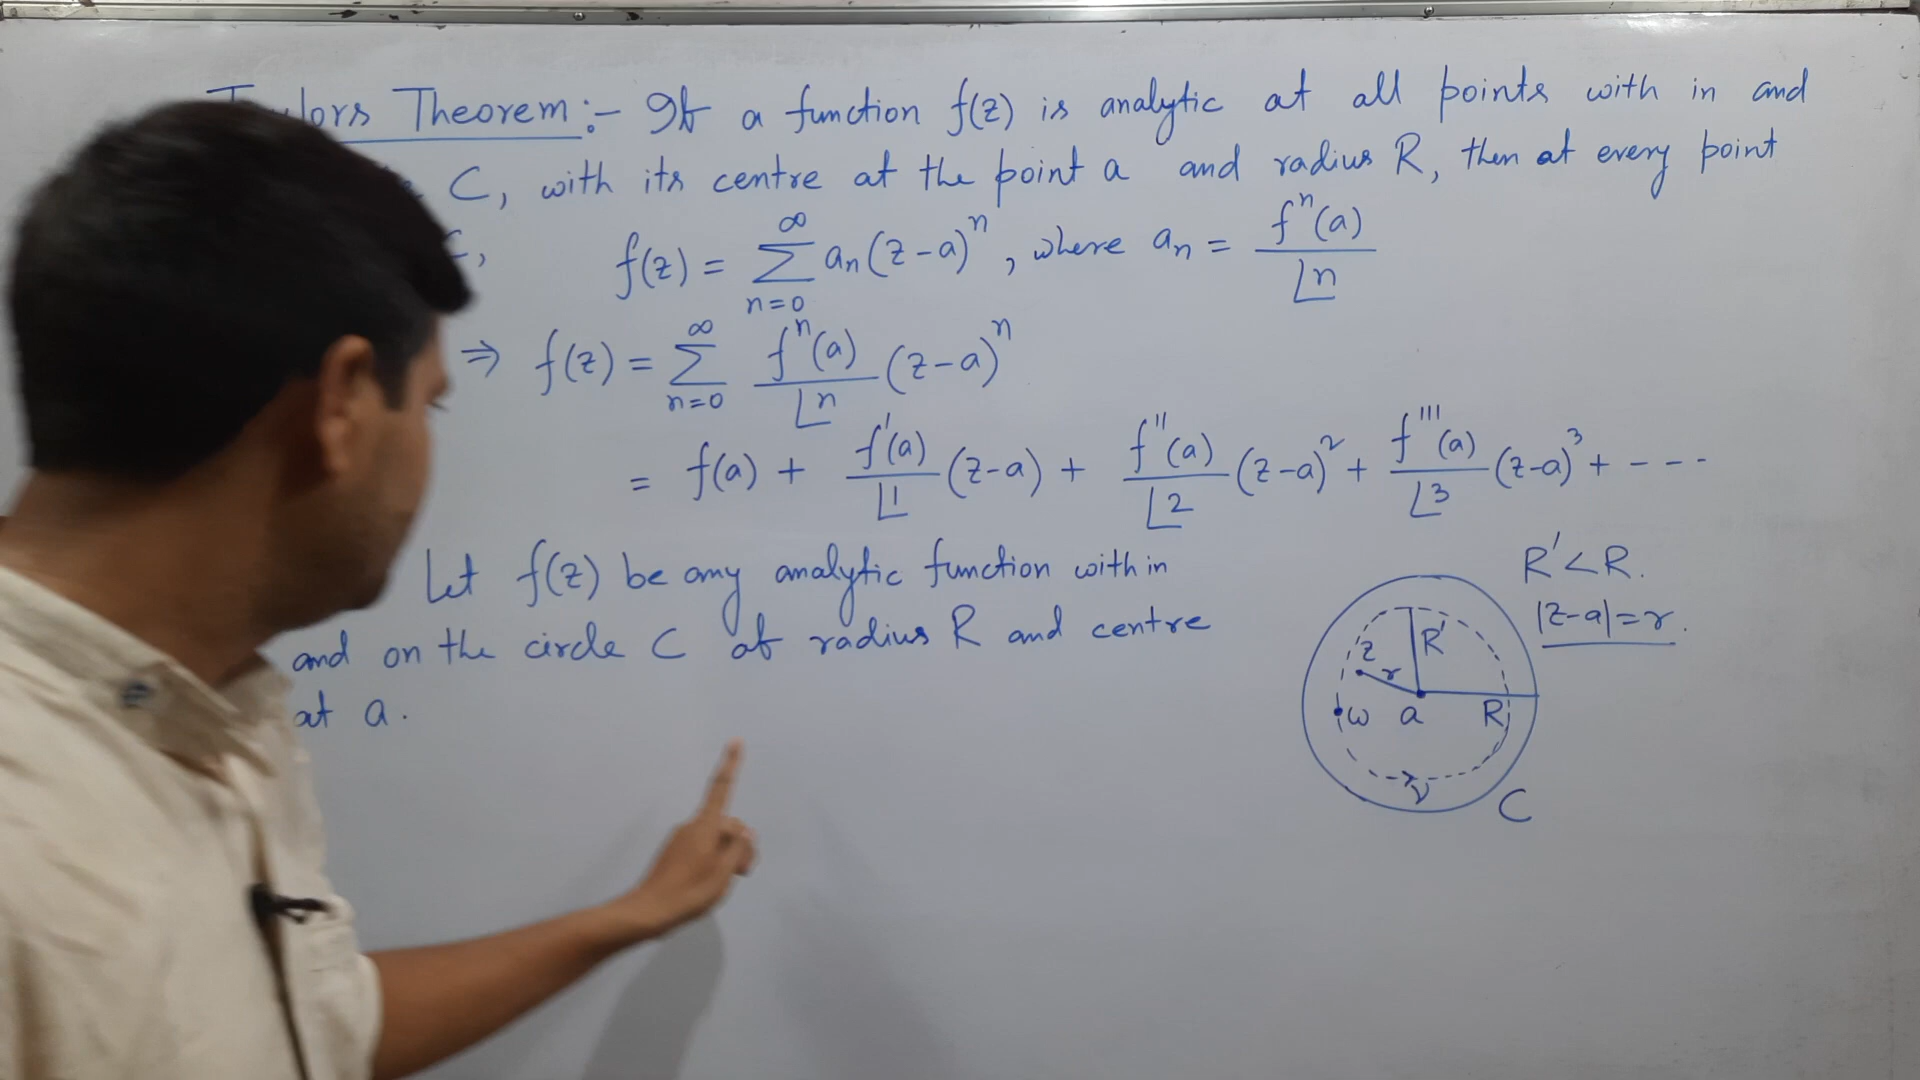 Theorem :- If a function f(z) is analytic at all points with in and
C, with its centre at the point a and radius R, then at every point
f(z) = ∑_{n=0}^{∞} aₙ(z-a)ⁿ, where aₙ = fⁿ(a)/⌊n
⇒ f(z) = ∑_{n=0}^{∞} fⁿ(a)/⌊n (z-a)ⁿ
= f(a) + f'(a)/⌊1 (z-a) + f''(a)/⌊2 (z-a)² + f'''(a)/⌊3 (z-a)³ + - - -
Let f(z) be any analytic function with in
and on the circle C of radius R and centre
at a.
R' < R.
|z-a| = r.
z
r
R'
w
a
R
ν
C